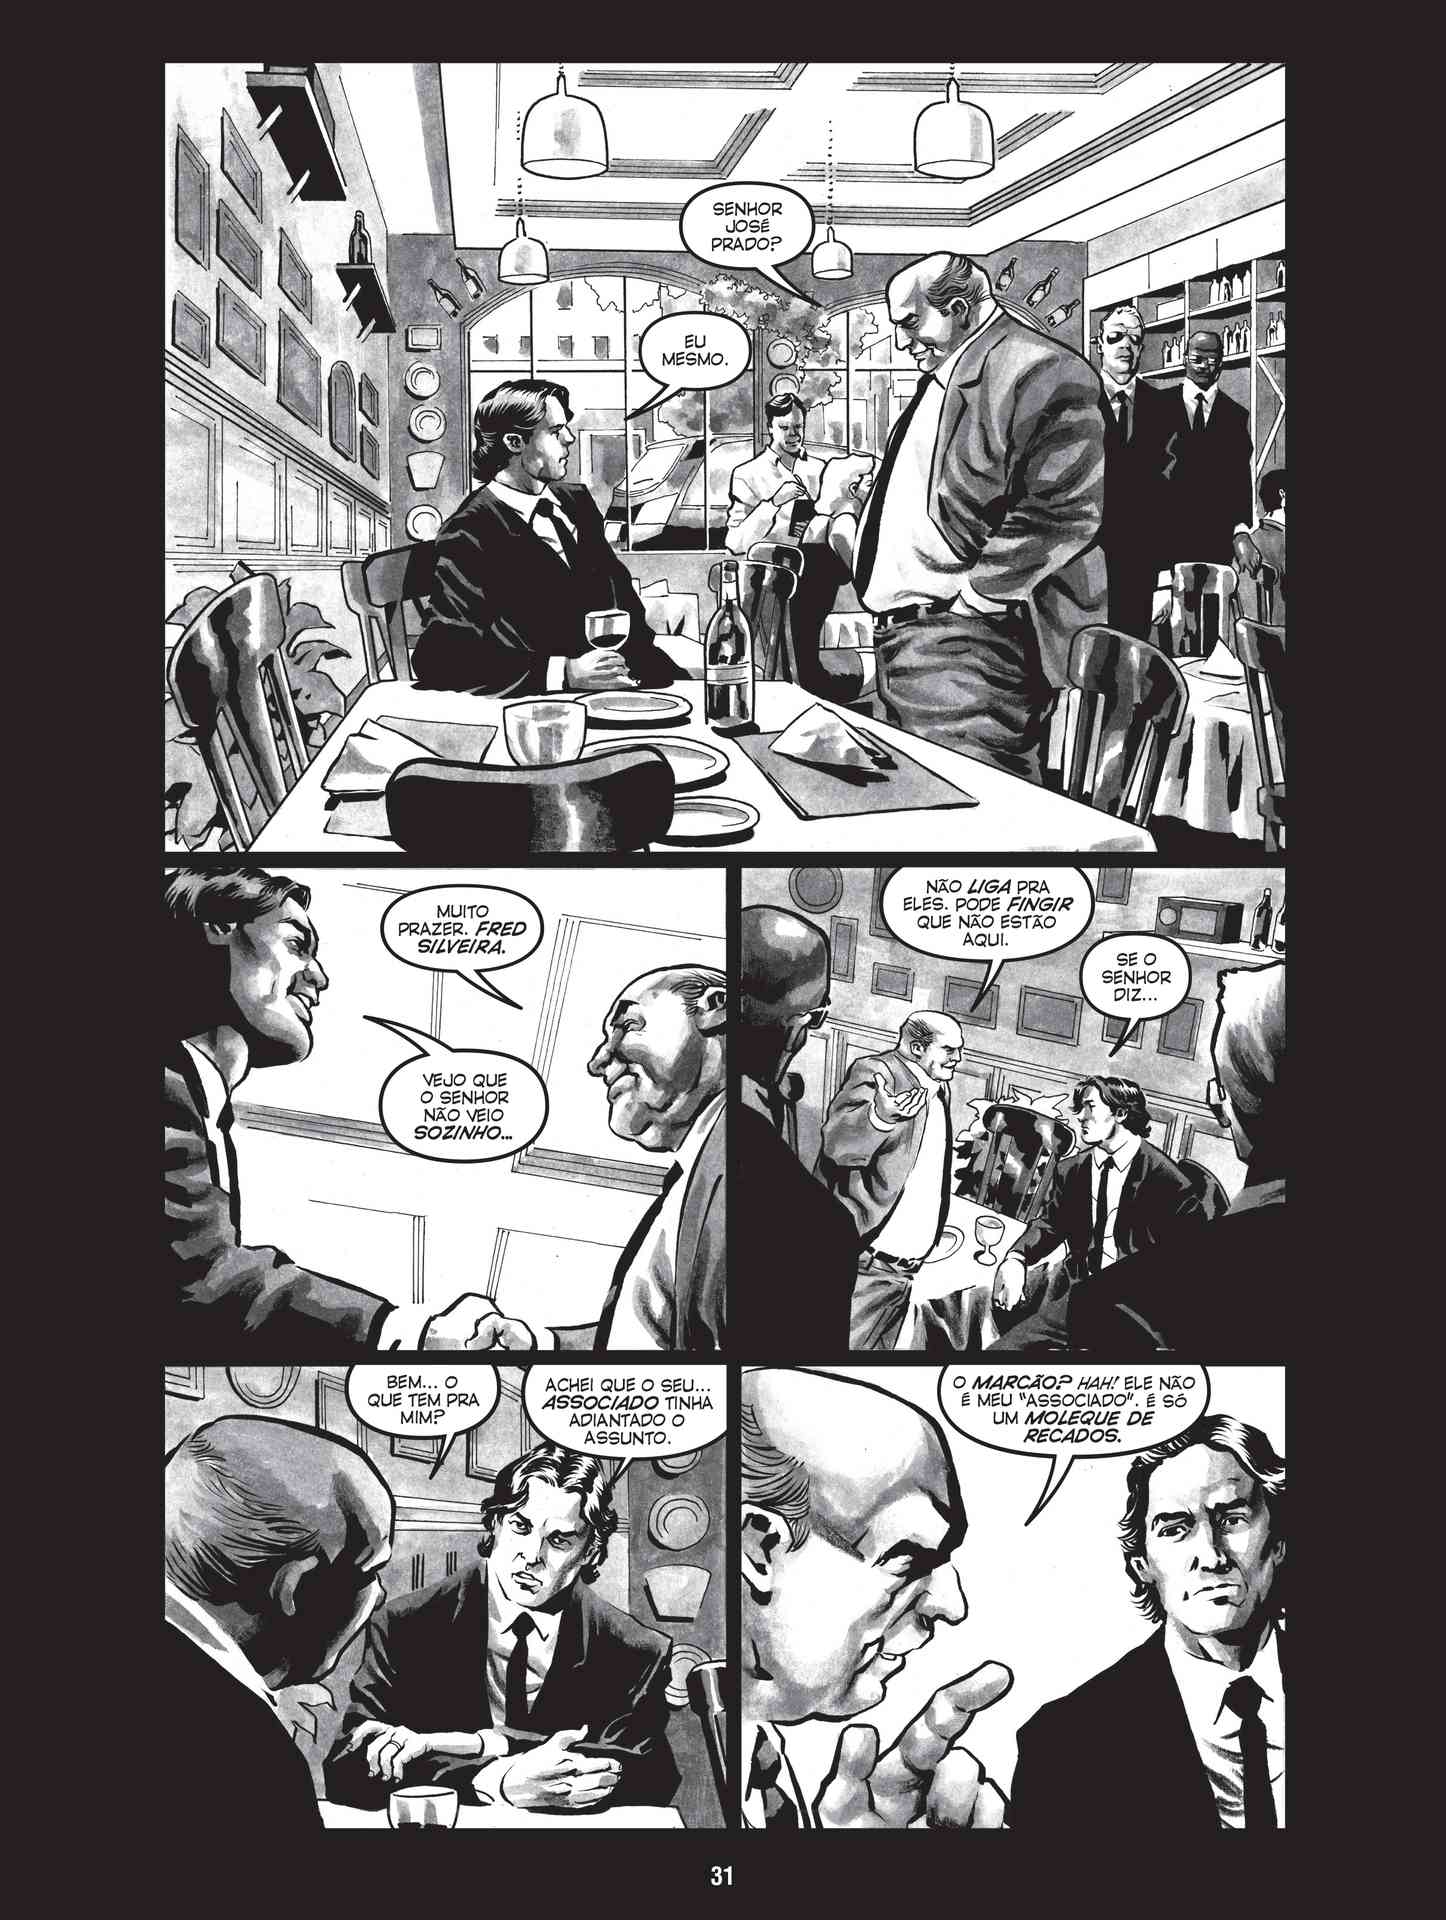 SENHOR
JOSÉ
PRADO?
EU
MESMO.
MUITO
PRAZER. FRED
SILVEIRA.
VEJO QUE
O SENHOR
NÃO VEIO
SOZINHO...
NÃO LIGA PRA
ELES. PODE FINGIR
QUE NÃO ESTÃO
AQUI.
SE O
SENHOR
DIZ...
BEM... O
QUE TEM PRA
MIM?
ACHEI QUE O SEU...
ASSOCIADO TINHA
ADIANTADO O
ASSUNTO.
O MARCÃO? HAH! ELE NÃO
É MEU "ASSOCIADO". É SÓ
UM MOLEQUE DE
RECADOS.
31